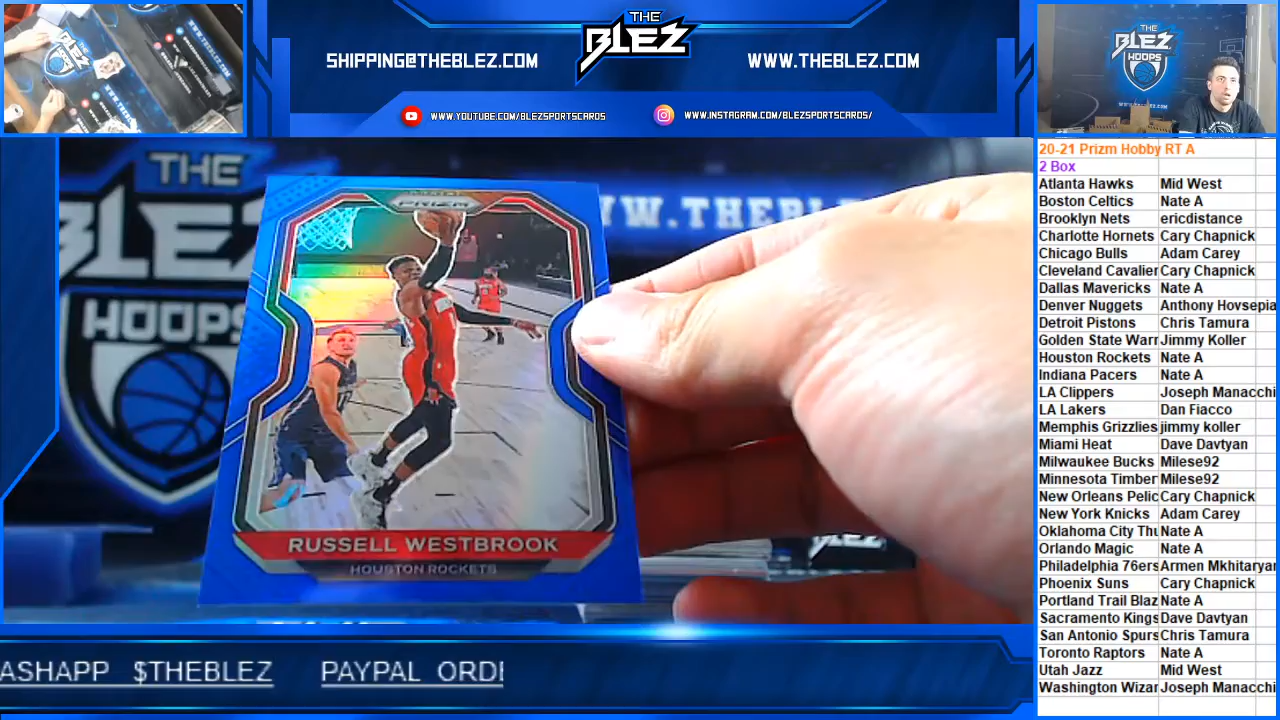 THE
BLEZ
SHIPPING@THEBLEZ.COM
WWW.THEBLEZ.COM
WWW.YOUTUBE.COM/BLEZSPORTSCARDS
WWW.INSTAGRAM.COM/BLEZSPORTSCARDS/
THE
BLEZ
HOOPS
THE
HOOPS
WW.THEBL
PRIZM
RUSSELL WESTBROOK
HOUSTON ROCKETS
20-21 Prizm Hobby RT A
2 Box
Atlanta Hawks Mid West
Boston Celtics Nate A
Brooklyn Nets ericdistance
Charlotte Hornets Cary Chapnick
Chicago Bulls Adam Carey
Cleveland Cavalier Cary Chapnick
Dallas Mavericks Nate A
Denver Nuggets Anthony Hovsepia
Detroit Pistons Chris Tamura
Golden State Warr Jimmy Koller
Houston Rockets Nate A
Indiana Pacers Nate A
LA Clippers Joseph Manacchi
LA Lakers Dan Fiacco
Memphis Grizzlies jimmy koller
Miami Heat Dave Davtyan
Milwaukee Bucks Milese92
Minnesota Timber Milese92
New Orleans Pelic Cary Chapnick
New York Knicks Adam Carey
Oklahoma City Thu Nate A
Orlando Magic Nate A
Philadelphia 76ers Armen Mkhitaryan
Phoenix Suns Cary Chapnick
Portland Trail Blaz Nate A
Sacramento Kings Dave Davtyan
San Antonio Spurs Chris Tamura
Toronto Raptors Nate A
Utah Jazz Mid West
Washington Wizar Joseph Manacchi
ASHAPP $THEBLEZ PAYPAL ORD